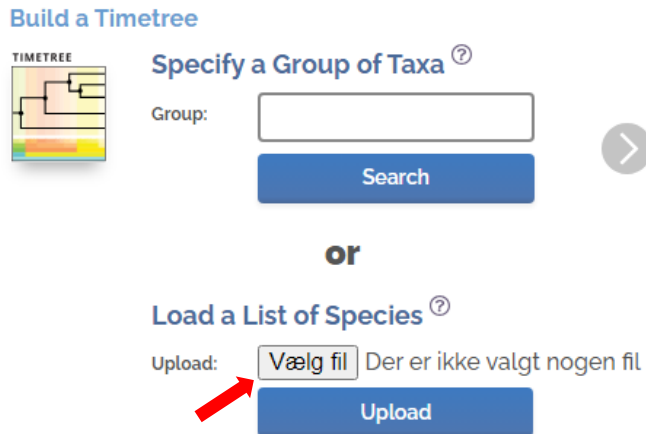 Build a Timetree
TIMETREE
Specify a Group of Taxa ?
Group:
Search
or
Load a List of Species ?
Upload: Vælg fil Der er ikke valgt nogen fil
Upload